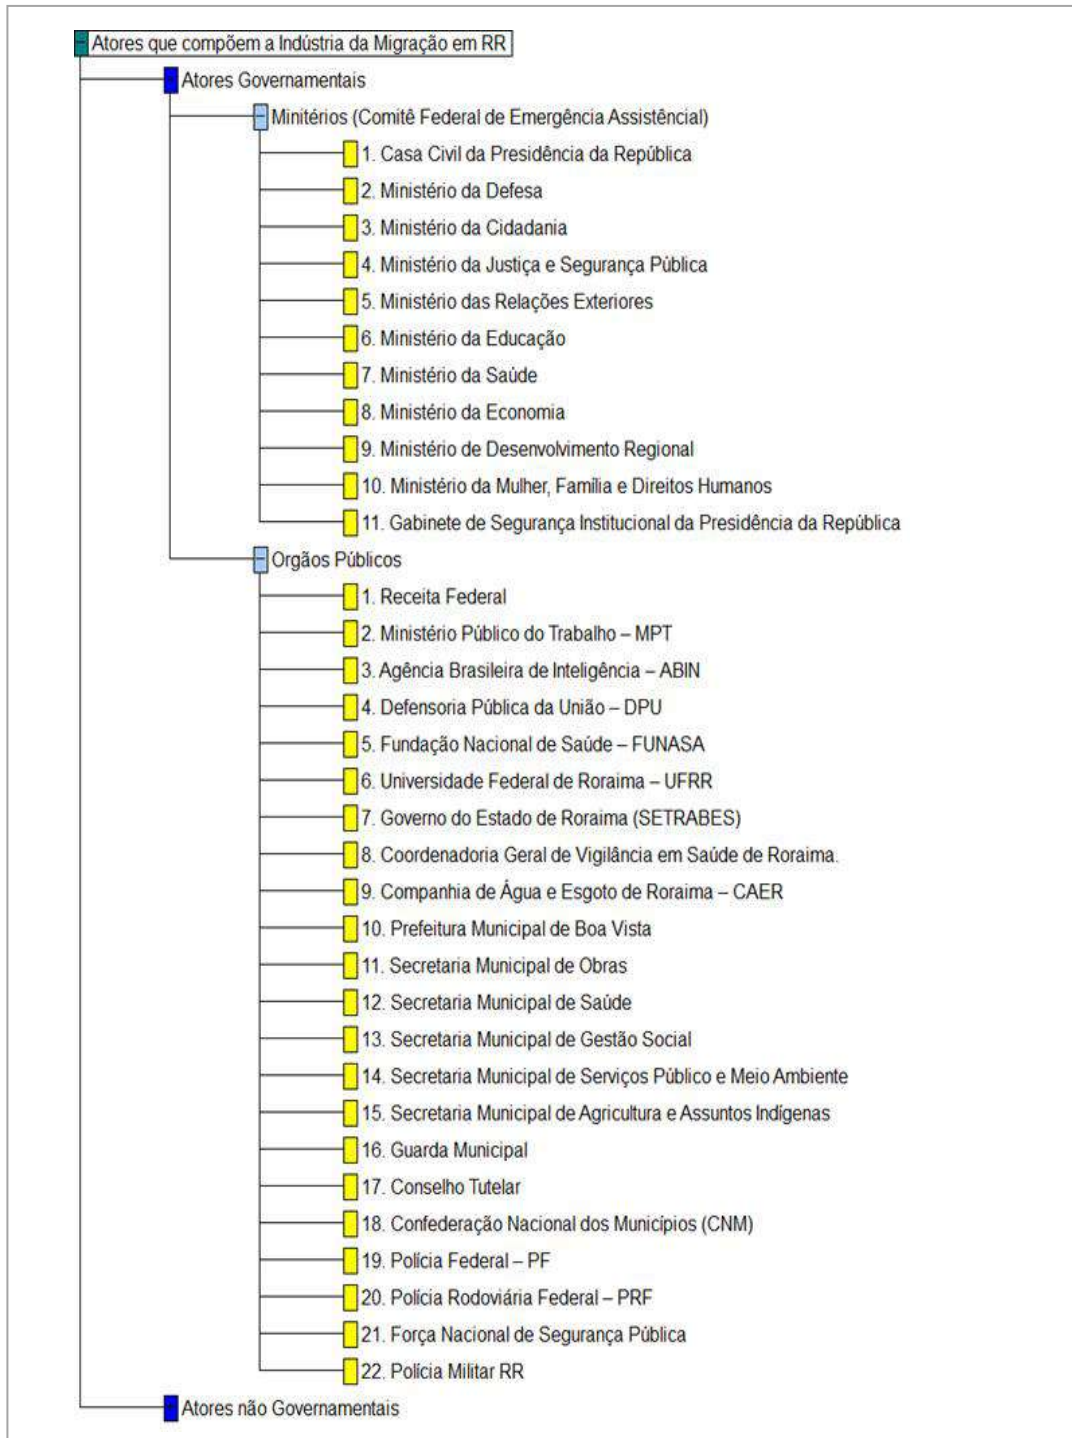 Atores que compõem a Indústria da Migração em RR
Atores Governamentais
Minitérios (Comitê Federal de Emergência Assistêncial)
1. Casa Civil da Presidência da República
2. Ministério da Defesa
3. Ministério da Cidadania
4. Ministério da Justiça e Segurança Pública
5. Ministério das Relações Exteriores
6. Ministério da Educação
7. Ministério da Saúde
8. Ministério da Economia
9. Ministério de Desenvolvimento Regional
10. Ministério da Mulher, Família e Direitos Humanos
11. Gabinete de Segurança Institucional da Presidência da República
Orgãos Públicos
1. Receita Federal
2. Ministério Público do Trabalho – MPT
3. Agência Brasileira de Inteligência – ABIN
4. Defensoria Pública da União – DPU
5. Fundação Nacional de Saúde – FUNASA
6. Universidade Federal de Roraima – UFRR
7. Governo do Estado de Roraima (SETRABES)
8. Coordenadoria Geral de Vigilância em Saúde de Roraima.
9. Companhia de Água e Esgoto de Roraima – CAER
10. Prefeitura Municipal de Boa Vista
11. Secretaria Municipal de Obras
12. Secretaria Municipal de Saúde
13. Secretaria Municipal de Gestão Social
14. Secretaria Municipal de Serviços Público e Meio Ambiente
15. Secretaria Municipal de Agricultura e Assuntos Indígenas
16. Guarda Municipal
17. Conselho Tutelar
18. Confederação Nacional dos Municípios (CNM)
19. Polícia Federal – PF
20. Polícia Rodoviária Federal – PRF
21. Força Nacional de Segurança Pública
22. Polícia Militar RR
Atores não Governamentais